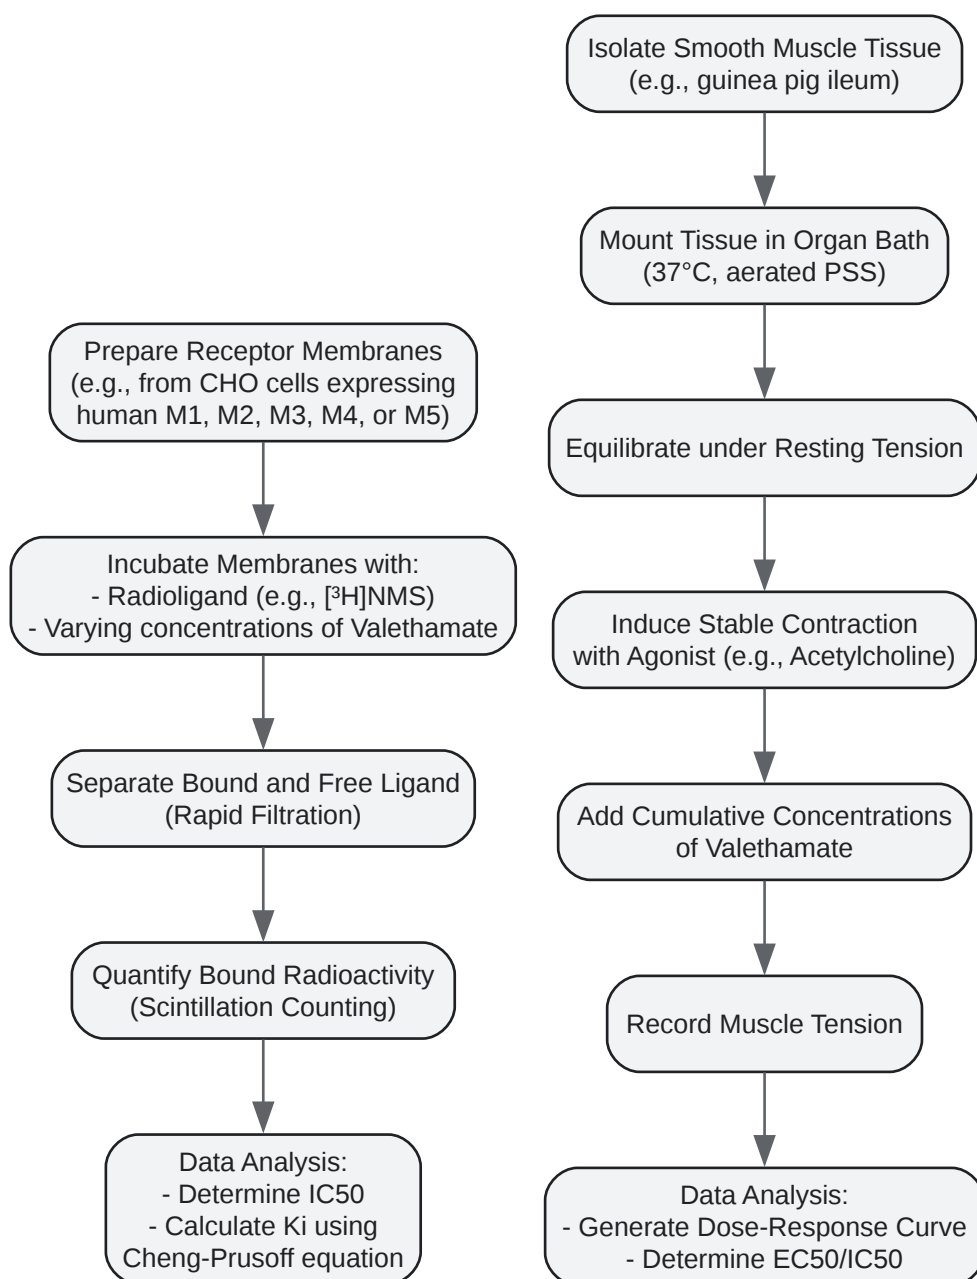 Prepare Receptor Membranes
(e.g., from CHO cells expressing
human M1, M2, M3, M4, or M5)
Incubate Membranes with:
- Radioligand (e.g., [³H]NMS)
- Varying concentrations of Valethamate
Separate Bound and Free Ligand
(Rapid Filtration)
Quantify Bound Radioactivity
(Scintillation Counting)
Data Analysis:
- Determine IC50
- Calculate Ki using
Cheng-Prusoff equation
Isolate Smooth Muscle Tissue
(e.g., guinea pig ileum)
Mount Tissue in Organ Bath
(37°C, aerated PSS)
Equilibrate under Resting Tension
Induce Stable Contraction
with Agonist (e.g., Acetylcholine)
Add Cumulative Concentrations
of Valethamate
Record Muscle Tension
Data Analysis:
- Generate Dose-Response Curve
- Determine EC50/IC50